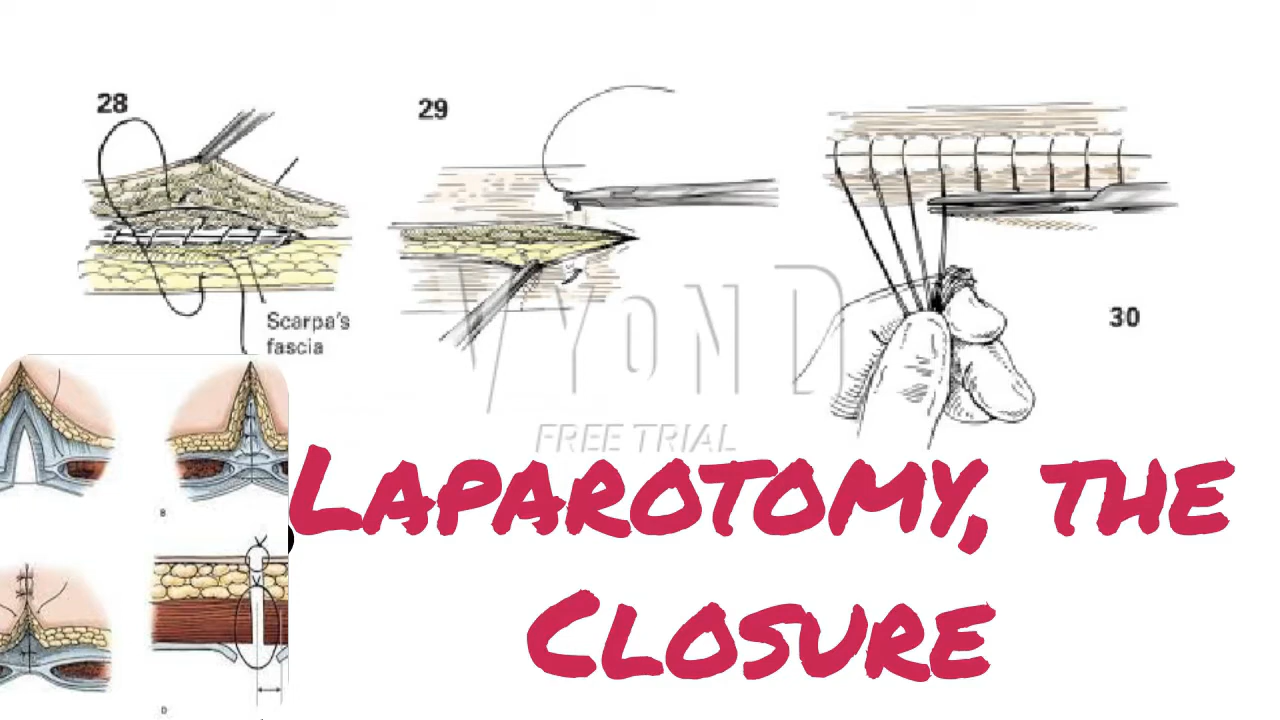 28
29
30
Scarpa's
fascia
VYOND
FREE TRIAL
B
D
LAPAROTOMY, THE
CLOSURE